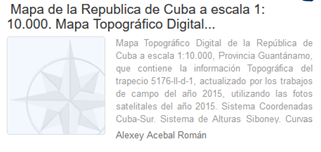 Mapa de la Republica de Cuba a escala 1:
10.000. Mapa Topográfico Digital...
Mapa Topográfico Digital de la República de
Cuba a escala 1:10 000, Provincia Guantánamo,
que contiene la información Topográfica del
trapecio 5176-II-d-1, actualizado por los trabajos
de campo del año 2015, utilizando las fotos
satelitales del año 2015. Sistema Coordenadas
Cuba-Sur. Sistema de Alturas Siboney. Curvas
Alexey Acebal Román